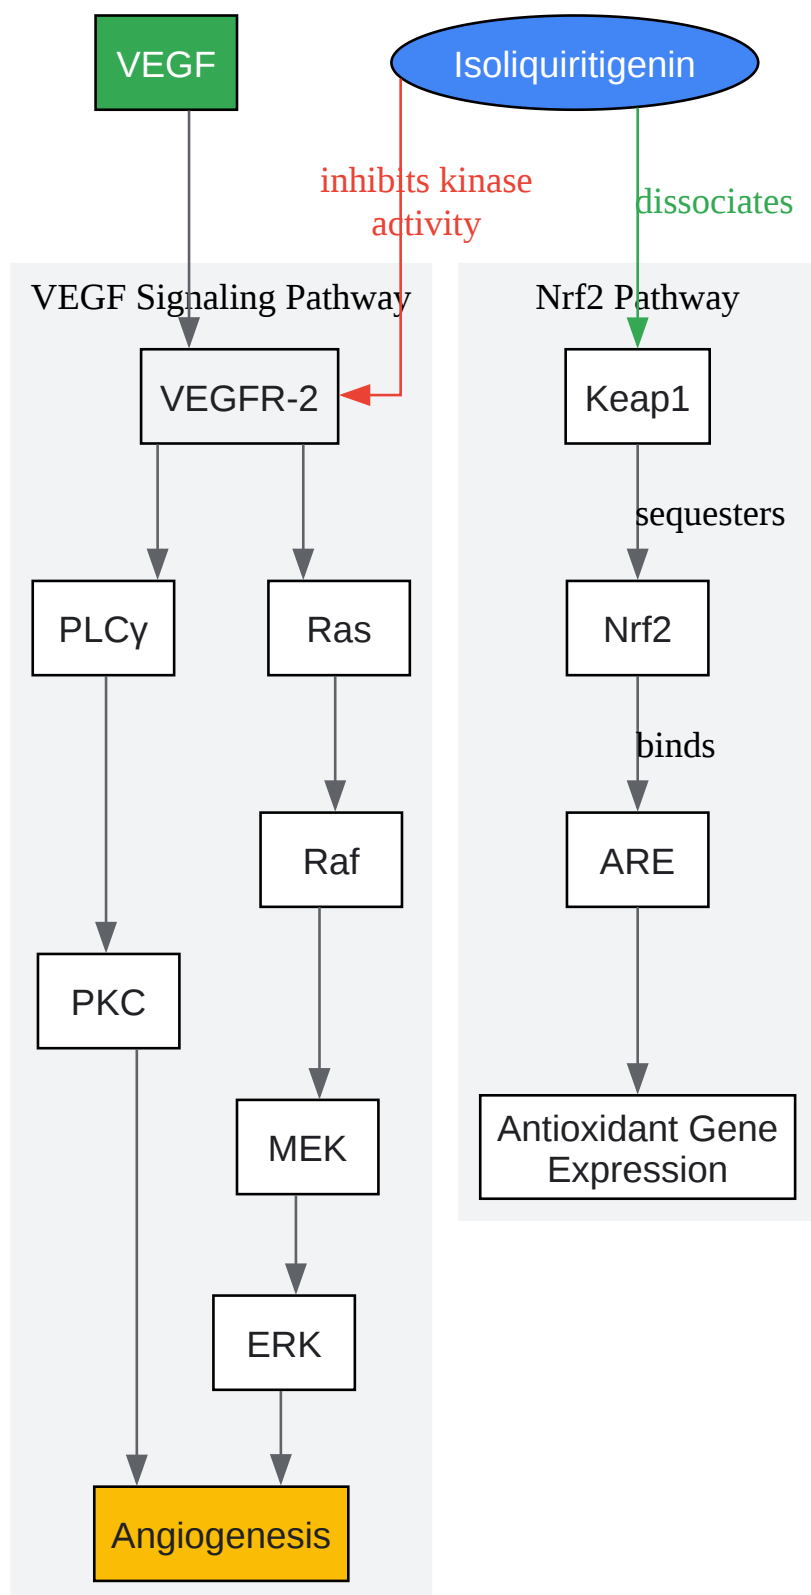 VEGF
Isoliquiritigenin
inhibits kinase
activity
dissociates
VEGF Signaling Pathway
Nrf2 Pathway
VEGFR-2
Keap1
sequesters
PLCγ
Ras
Nrf2
binds
Raf
ARE
PKC
MEK
Antioxidant Gene
Expression
ERK
Angiogenesis